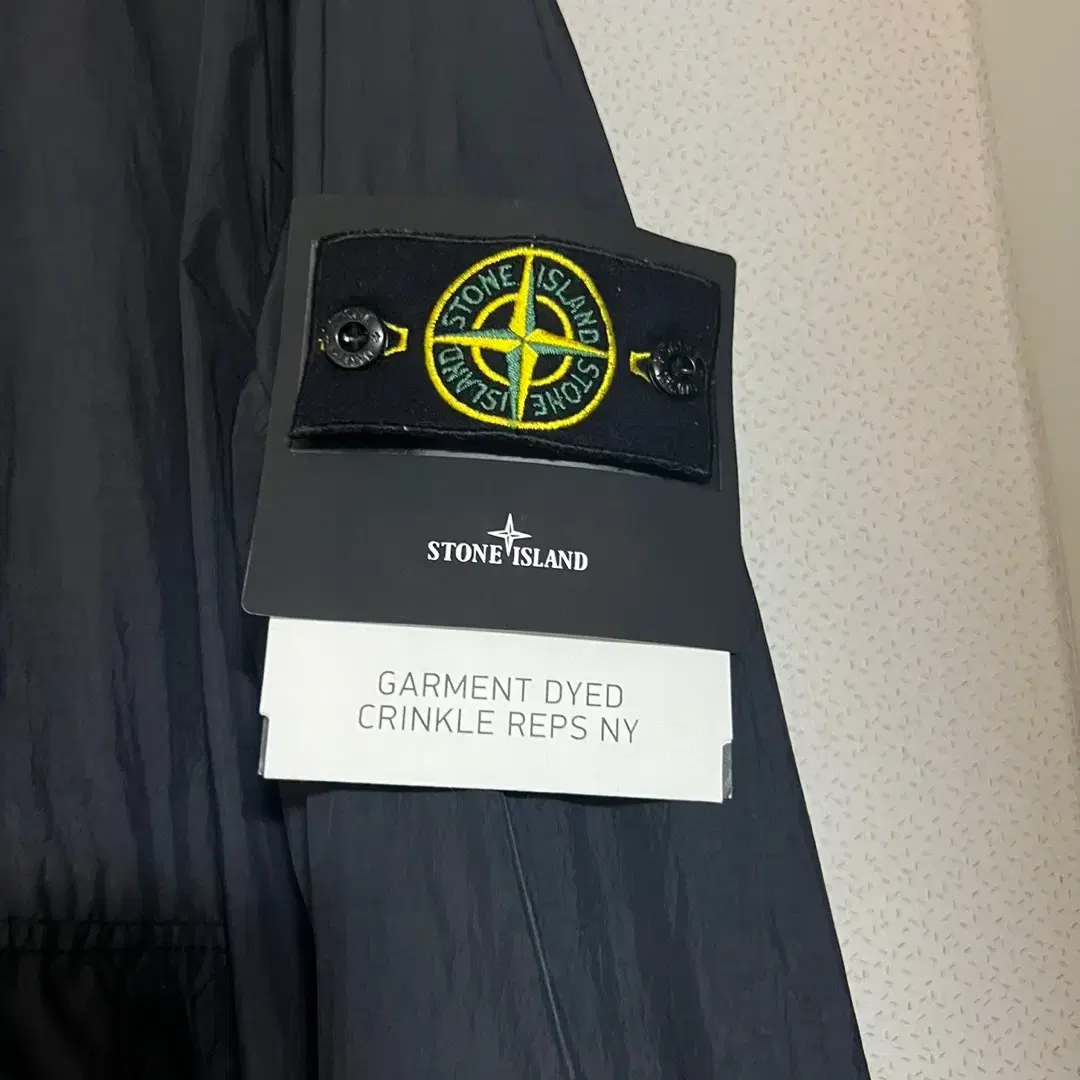 STONE ISLAND
STONE ISLAND
STONE ISLAND
GARMENT DYED
CRINKLE REPS NY